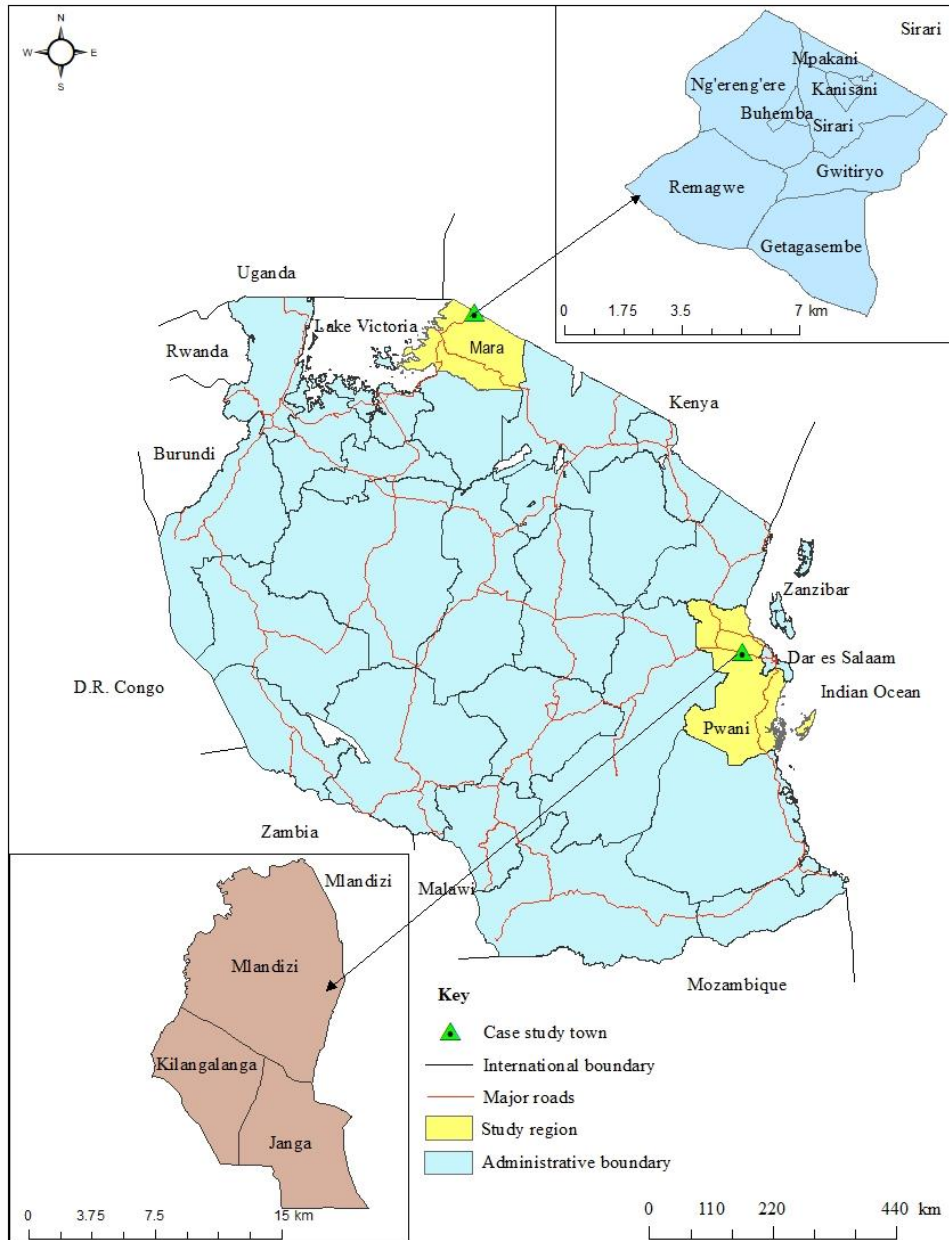 N
W E
S
Sirari
Mpakani
Ng'ereng'ere
Kanisani
Buhemba
Sirari
Gwitiryo
Remagwe
Getagasembe
0 1.75 3.5 7 km
Uganda
Lake Victoria
Rwanda
Mara
Kenya
Burundi
Zanzibar
Dar es Salaam
D.R. Congo
Indian Ocean
Pwani
Zambia
Malawi
Mozambique
Mlandizi
Mlandizi
Kilangalanga
Janga
0 3.75 7.5 15 km
Key
Case study town
International boundary
Major roads
Study region
Administrative boundary
0 110 220 440 km